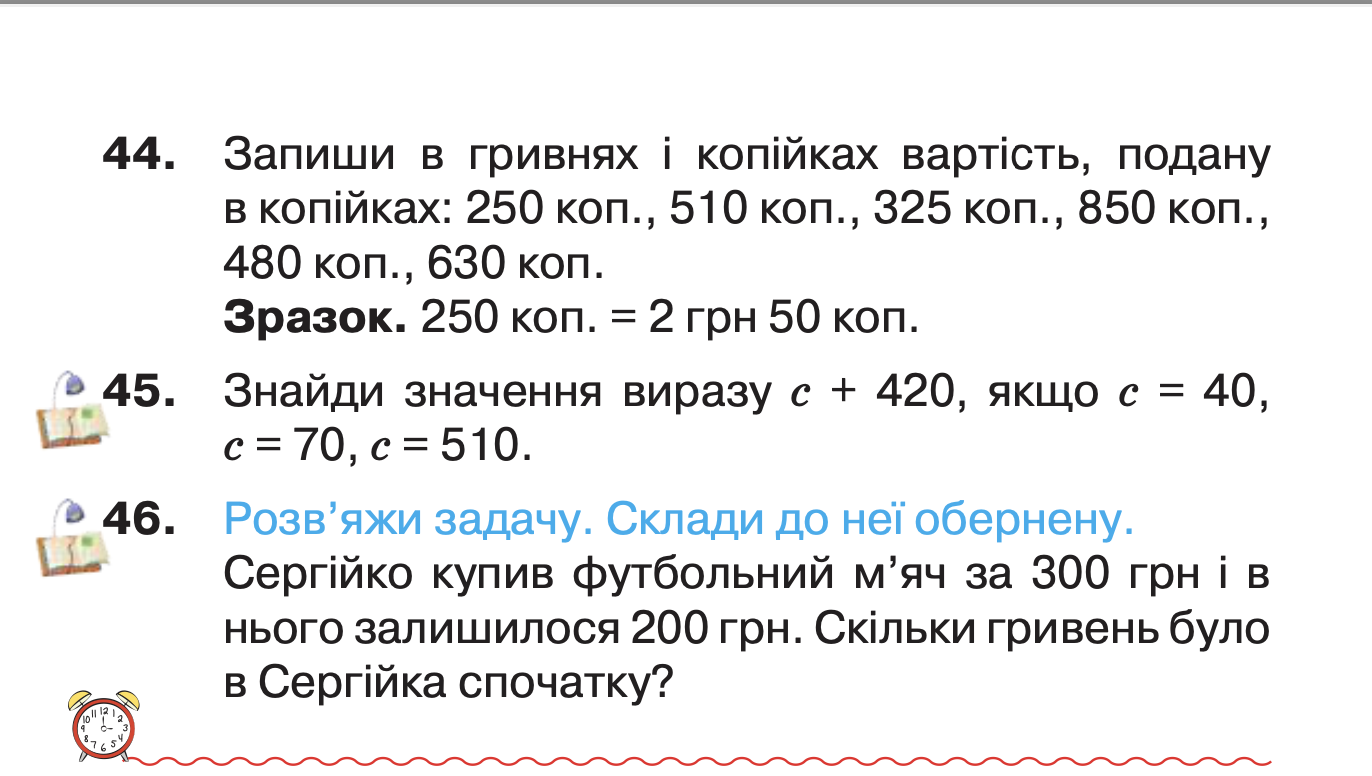 44. Запиши в гривнях і копійках вартість, подану
в копійках: 250 коп., 510 коп., 325 коп., 850 коп.,
480 коп., 630 коп.
Зразок. 250 коп. = 2 грн 50 коп.
45. Знайди значення виразу c + 420, якщо c = 40,
c = 70, c = 510.
46. Розв’яжи задачу. Склади до неї обернену.
Сергійко купив футбольний м’яч за 300 грн і в
нього залишилося 200 грн. Скільки гривень було
в Сергійка спочатку?